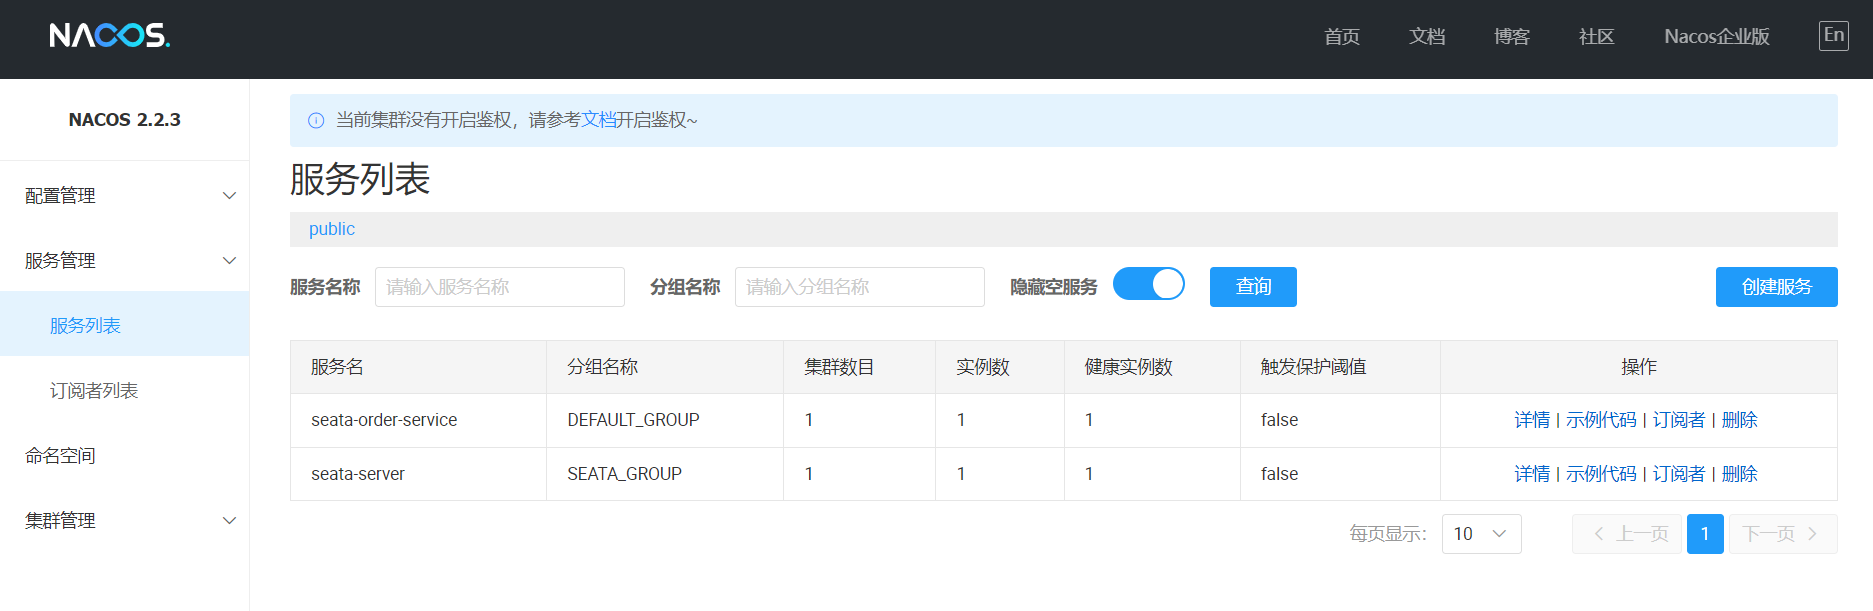 NACOS.
首页 文档 博客 社区 Nacos企业版 En
NACOS 2.2.3
配置管理
服务管理
服务列表
订阅者列表
命名空间
集群管理
当前集群没有开启鉴权，请参考文档开启鉴权~
服务列表
public
服务名称 请输入服务名称 分组名称 请输入分组名称 隐藏空服务 查询 创建服务
服务名 分组名称 集群数目 实例数 健康实例数 触发保护阈值 操作
seata-order-service DEFAULT_GROUP 1 1 1 false 详情 | 示例代码 | 订阅者 | 删除
seata-server SEATA_GROUP 1 1 1 false 详情 | 示例代码 | 订阅者 | 删除
每页显示： 10 上一页 1 下一页